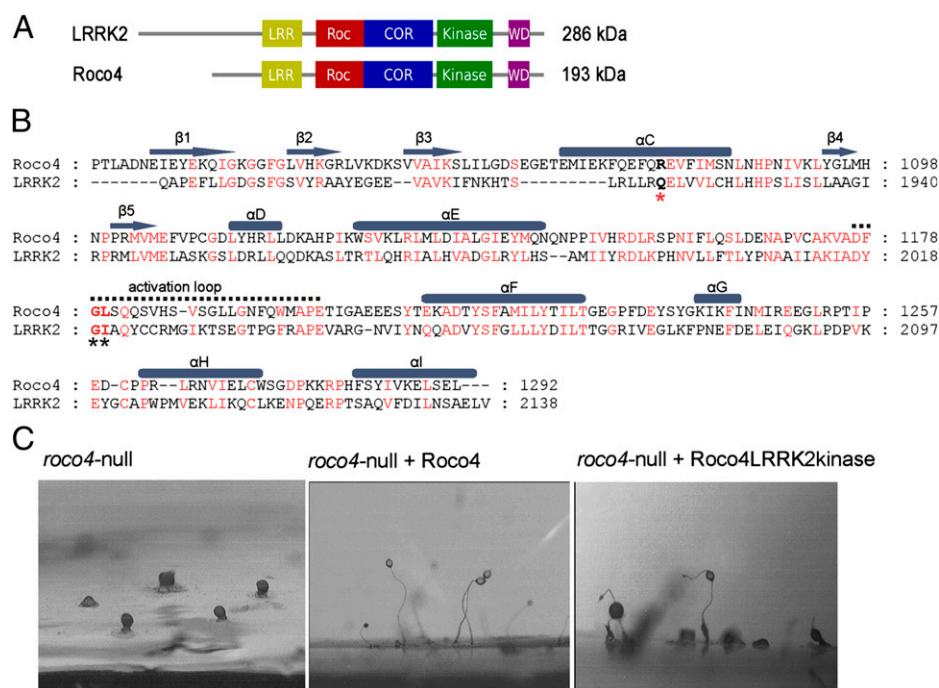 A
LRRK2 LRR Roc COR Kinase WD 286 kDa
Roco4 LRR Roc COR Kinase WD 193 kDa
B
β1 β2 β3 αC β4
Roco4 : PTLADNEIEYEKQIGKGGFGLVHKGRLVKDKSVVAIKSLILGDSEGETEMIEKFQEFQREVFIMSNLNHPNIVKLYGLMH : 1098
LRRK2 : -------QAPEFLLGDGSFGSVYRAAYEGEE--VAVKIFNKHTS---------LRLLRQELVVLCHLHHPSLISLLAAGI : 1940
*
β5 αD αE
Roco4 : NPPRMVMEFVPCGDLYHRLLDKAHPIKWSVKLRLMLDIALGIEYMQNQNPPIVHRDLRSPNIFLQSLDENAPVCAKVADF : 1178
LRRK2 : RPRMLVMELASKGSLDRLLQQDKASLTRTLQHRIALHVADGLRYLHS--AMIIYRDLKPHNVLLFTLYPNAAIIAKIADY : 2018
activation loop αF αG
Roco4 : GLSQQSVHS-VSGLLGNFQWMAPETIGAEEESYTEKADTYSFAMILYTILTGEGPFDEYSYGKIKFINMIREEGLRPTIP : 1257
LRRK2 : GIAQYCCRMGIKTSEGTPGFRAPEVARG-NVIYNQQADVYSFGLLLYDILTTGGRIVEGLKFPNEFDELEIQGKLPDPVK : 2097
**
αH αI
Roco4 : ED-CPPR--LRNVIELCWSGDPKKRPHFSYIVKELSEL--- : 1292
LRRK2 : EYGCAPWPMVEKLIKQCLKENPQERPTSAQVFDILNSAELV : 2138
C
roco4-null
roco4-null + Roco4
roco4-null + Roco4LRRK2kinase